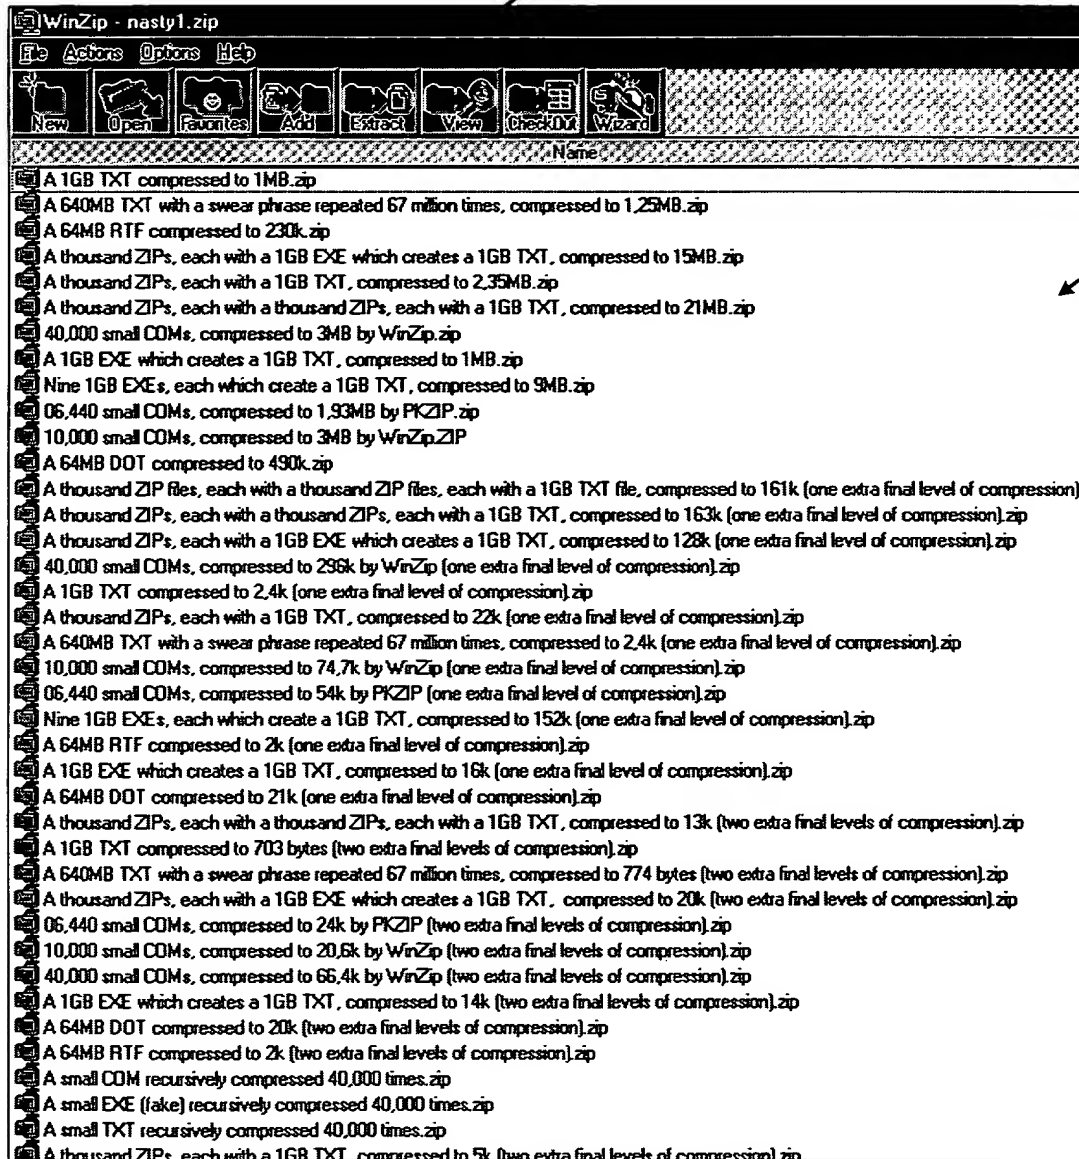 WinZip - nasty1.zip
File Actions Options Help
New Open Favorites Add Extract View CheckOut Wizard
Name
A 1GB TXT compressed to 1MB.zip
A 640MB TXT with a swear phrase repeated 67 million times, compressed to 1,25MB.zip
A 64MB RTF compressed to 230k.zip
A thousand ZIPs, each with a 1GB EXE which creates a 1GB TXT, compressed to 15MB.zip
A thousand ZIPs, each with a 1GB TXT, compressed to 2,35MB.zip
A thousand ZIPs, each with a thousand ZIPs, each with a 1GB TXT, compressed to 21MB.zip
40,000 small COMs, compressed to 3MB by WinZip.zip
A 1GB EXE which creates a 1GB TXT, compressed to 1MB.zip
Nine 1GB EXEs, each which create a 1GB TXT, compressed to 9MB.zip
06,440 small COMs, compressed to 1,93MB by PKZIP.zip
10,000 small COMs, compressed to 3MB by WinZip.ZIP
A 64MB DOT compressed to 490k.zip
A thousand ZIP files, each with a thousand ZIP files, each with a 1GB TXT file, compressed to 161k (one extra final level of compression)
A thousand ZIPs, each with a thousand ZIPs, each with a 1GB TXT, compressed to 163k (one extra final level of compression).zip
A thousand ZIPs, each with a 1GB EXE which creates a 1GB TXT, compressed to 128k (one extra final level of compression).zip
40,000 small COMs, compressed to 296k by WinZip (one extra final level of compression).zip
A 1GB TXT compressed to 2,4k (one extra final level of compression).zip
A thousand ZIPs, each with a 1GB TXT, compressed to 22k (one extra final level of compression).zip
A 640MB TXT with a swear phrase repeated 67 million times, compressed to 2,4k (one extra final level of compression).zip
10,000 small COMs, compressed to 74,7k by WinZip (one extra final level of compression).zip
06,440 small COMs, compressed to 54k by PKZIP (one extra final level of compression).zip
Nine 1GB EXEs, each which create a 1GB TXT, compressed to 152k (one extra final level of compression).zip
A 64MB RTF compressed to 2k (one extra final level of compression).zip
A 1GB EXE which creates a 1GB TXT, compressed to 16k (one extra final level of compression).zip
A 64MB DOT compressed to 21k (one extra final level of compression).zip
A thousand ZIPs, each with a thousand ZIPs, each with a 1GB TXT, compressed to 13k (two extra final levels of compression).zip
A 1GB TXT compressed to 703 bytes (two extra final levels of compression).zip
A 640MB TXT with a swear phrase repeated 67 million times, compressed to 774 bytes (two extra final levels of compression).zip
A thousand ZIPs, each with a 1GB EXE which creates a 1GB TXT, compressed to 20k (two extra final levels of compression).zip
06,440 small COMs, compressed to 24k by PKZIP (two extra final levels of compression).zip
10,000 small COMs, compressed to 20,6k by WinZip (two extra final levels of compression).zip
40,000 small COMs, compressed to 66,4k by WinZip (two extra final levels of compression).zip
A 1GB EXE which creates a 1GB TXT, compressed to 14k (two extra final levels of compression).zip
A 64MB DOT compressed to 20k (two extra final levels of compression).zip
A 64MB RTF compressed to 2k (two extra final levels of compression).zip
A small COM recursively compressed 40,000 times.zip
A small EXE (fake) recursively compressed 40,000 times.zip
A small TXT recursively compressed 40,000 times.zip
A thousand ZIPs, each with a 1GB TXT, compressed to 5k (two extra final levels of compression).zip